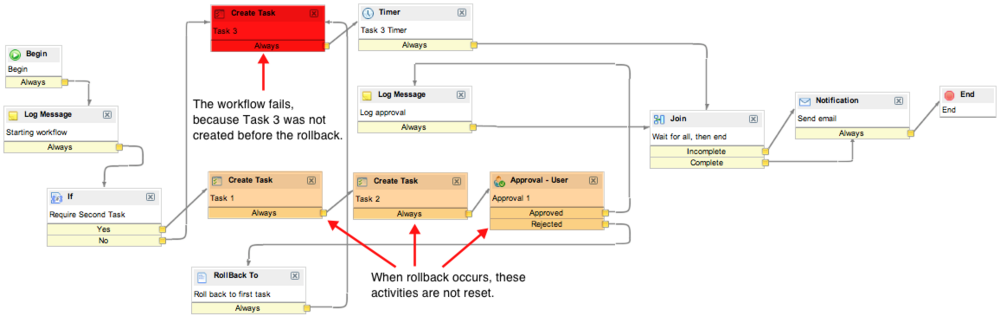 Begin
Begin
Always
Log Message
Starting workflow
Always
If
Require Second Task
Yes
No
Create Task
Task 3
Always
The workflow fails,
because Task 3 was not
created before the rollback.
Timer
Task 3 Timer
Always
Log Message
Log approval
Always
Create Task
Task 1
Always
Create Task
Task 2
Always
Approval - User
Approval 1
Approved
Rejected
RollBack To
Roll back to first task
Always
When rollback occurs, these
activities are not reset.
Join
Wait for all, then end
Incomplete
Complete
Notification
Send email
Always
End
End